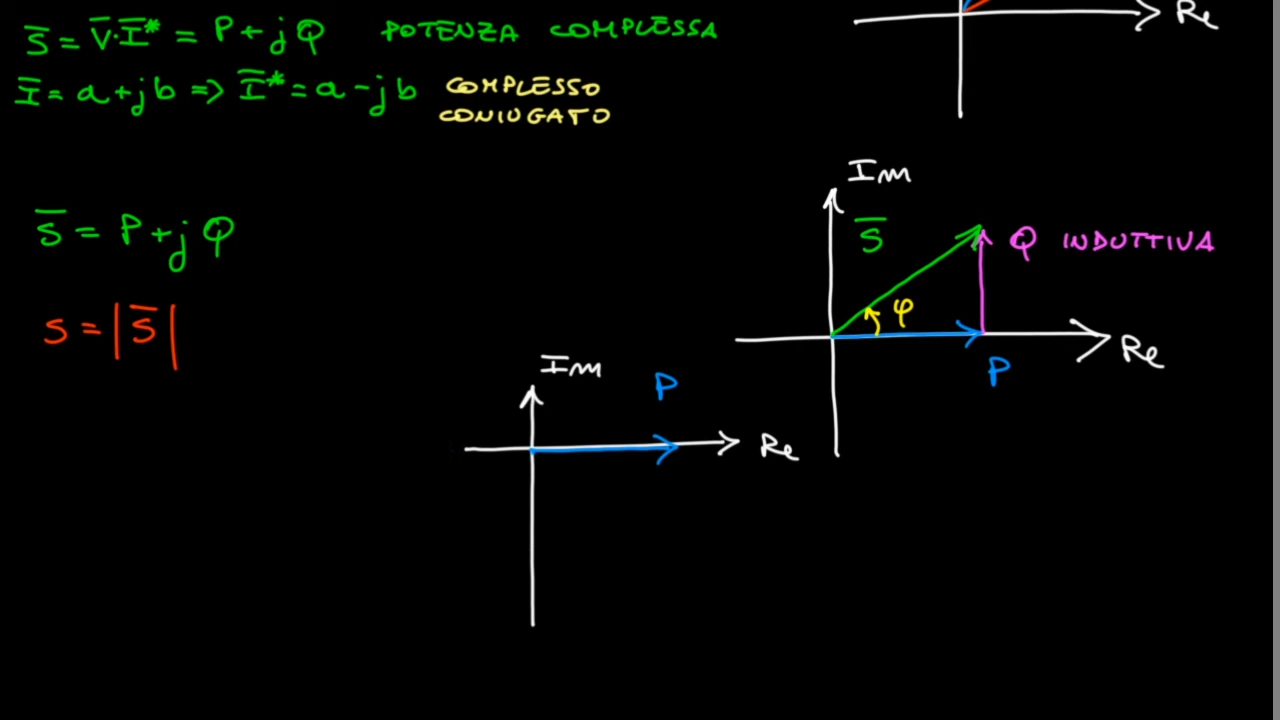 S̅ = V̅·I̅* = P + jQ POTENZA COMPLESSA
I̅ = a + jb ⇒ I̅* = a - jb COMPLESSO
CONIUGATO
Re
Im
S̅ = P + jQ
S̅
Q INDUTTIVA
φ
S = |S̅|
P
Re
Im
P
Re